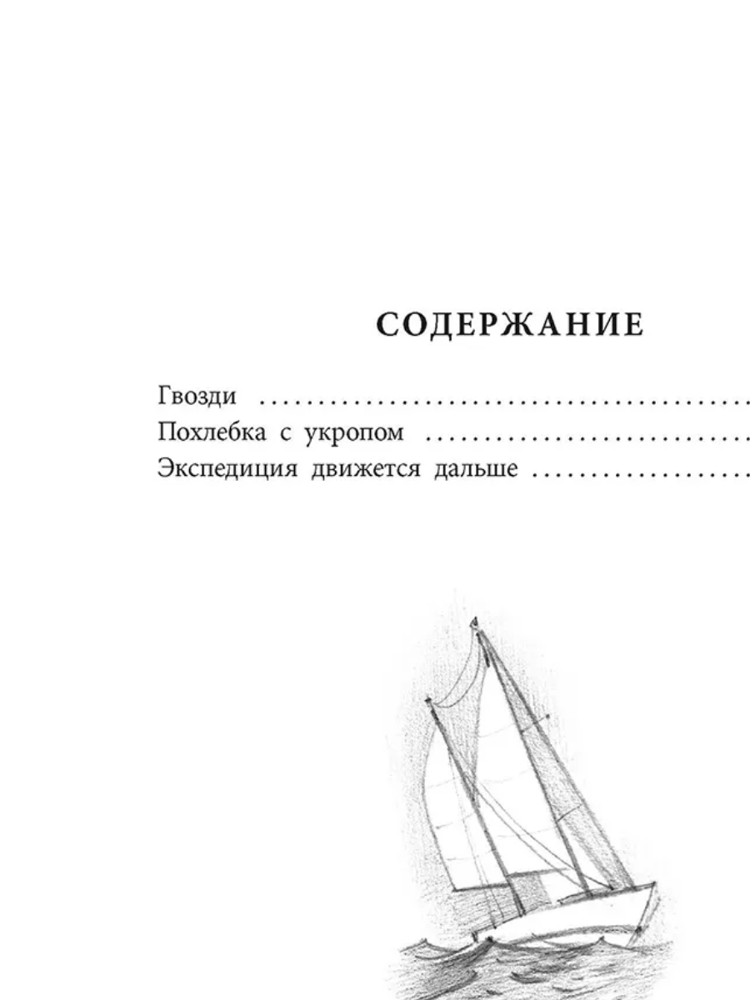 СОДЕРЖАНИЕ
Гвозди ........................................
Похлебка с укропом ............................
Экспедиция движется дальше ...................